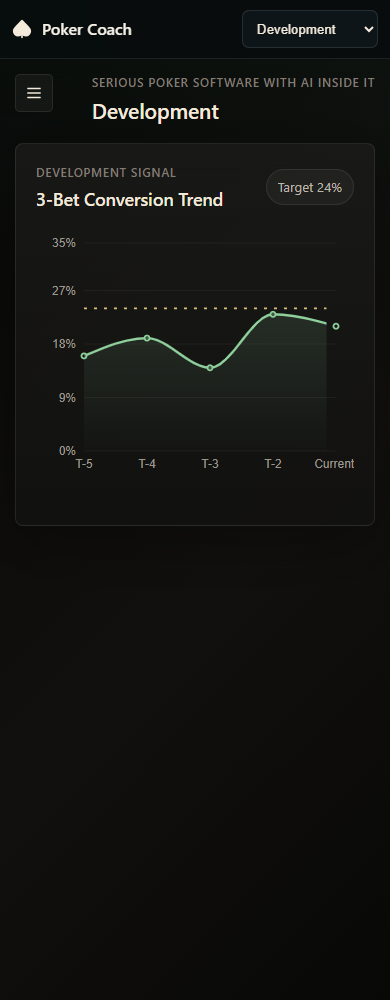 Poker Coach
Development
SERIOUS POKER SOFTWARE WITH AI INSIDE IT
Development
DEVELOPMENT SIGNAL
3-Bet Conversion Trend
Target 24%
35%
27%
18%
9%
0%
T-5 T-4 T-3 T-2 Current